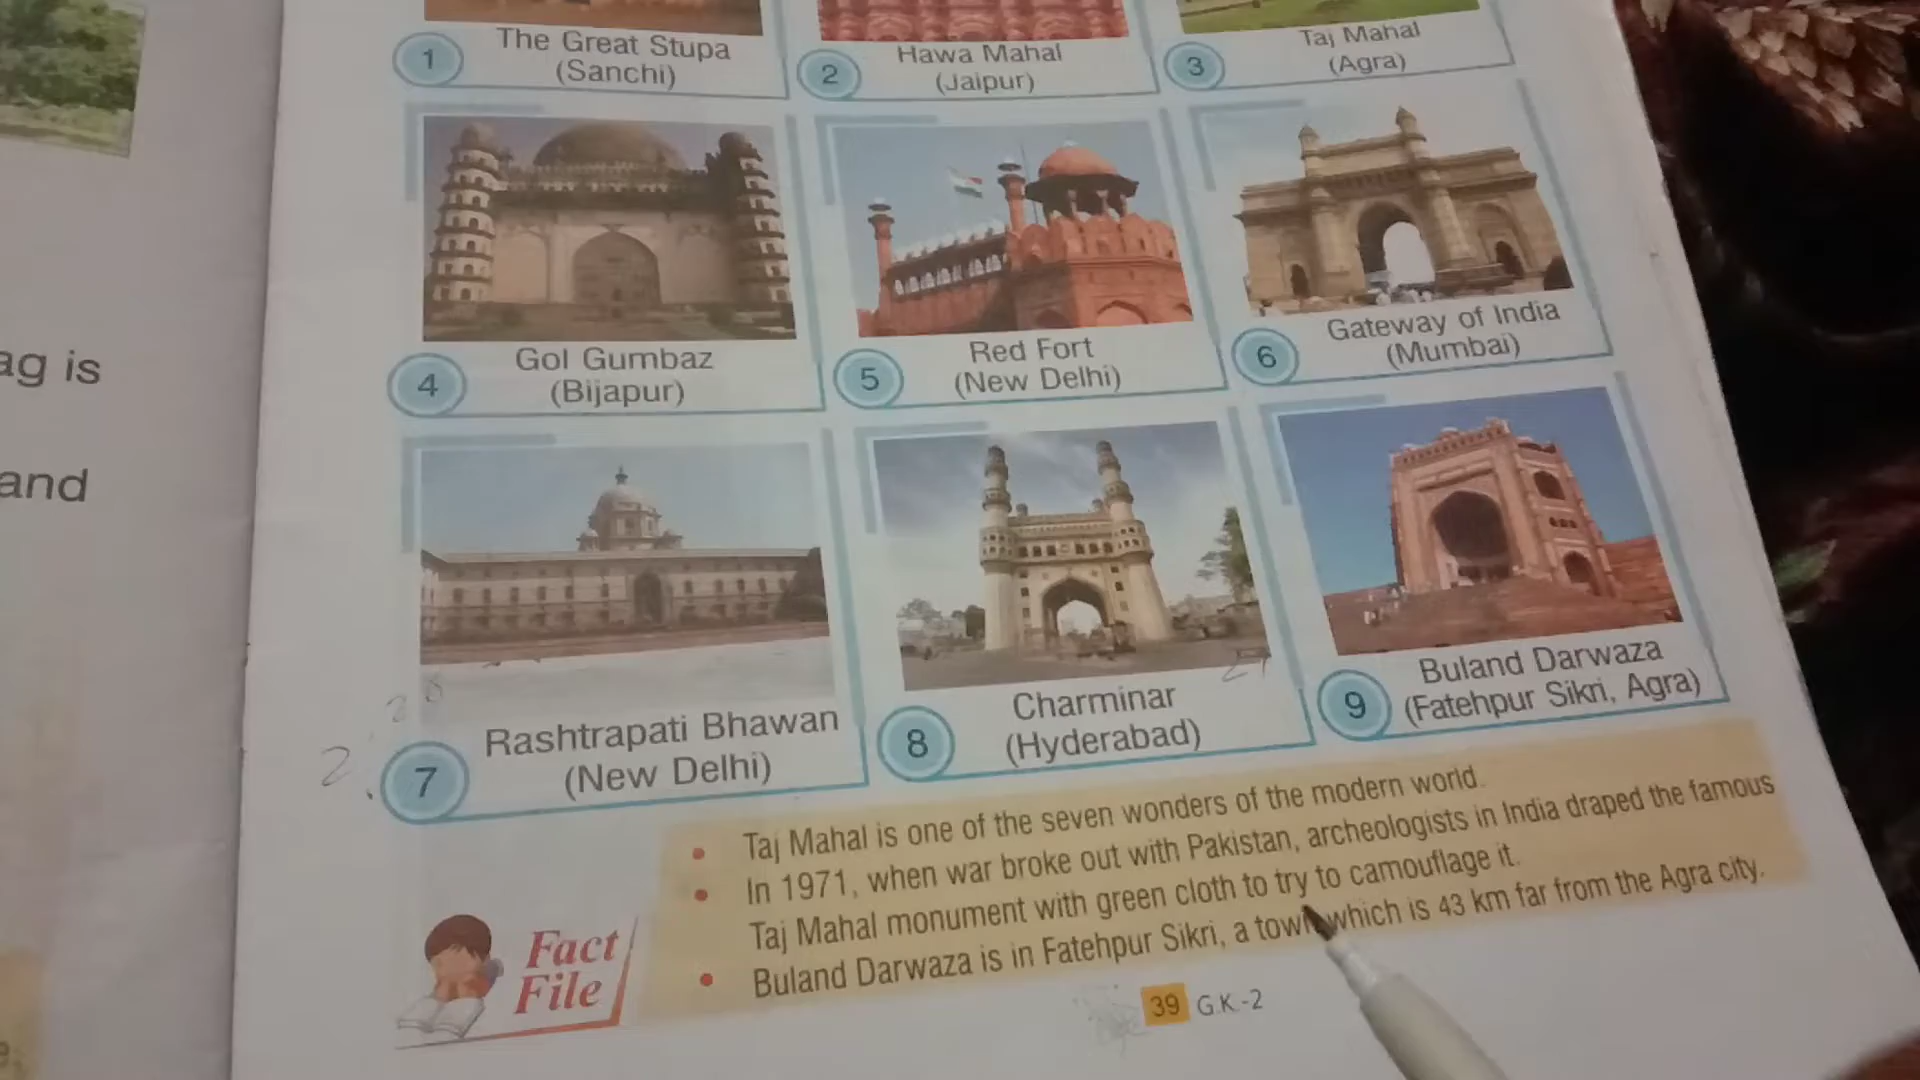 The Great Stupa
(Sanchi)
1
Hawa Mahal
(Jaipur)
2
Taj Mahal
(Agra)
3
Gol Gumbaz
(Bijapur)
4
Red Fort
(New Delhi)
5
Gateway of India
(Mumbai)
6
Rashtrapati Bhawan
(New Delhi)
7
Charminar
(Hyderabad)
8
Buland Darwaza
(Fatehpur Sikri, Agra)
9
ag is
and
Fact
File
• Taj Mahal is one of the seven wonders of the modern world.
• In 1971, when war broke out with Pakistan, archeologists in India draped the famous
Taj Mahal monument with green cloth to try to camouflage it.
• Buland Darwaza is in Fatehpur Sikri, a town which is 43 km far from the Agra city.
39 G.K.-2